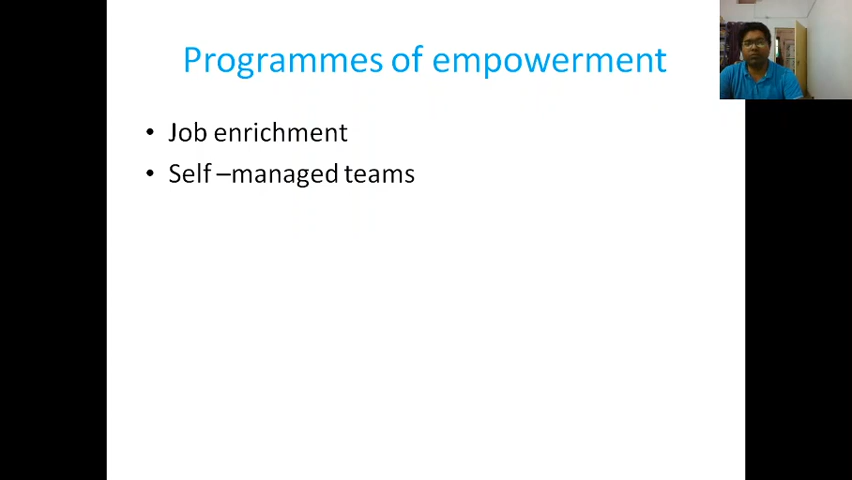 Programmes of empowerment
• Job enrichment
• Self –managed teams